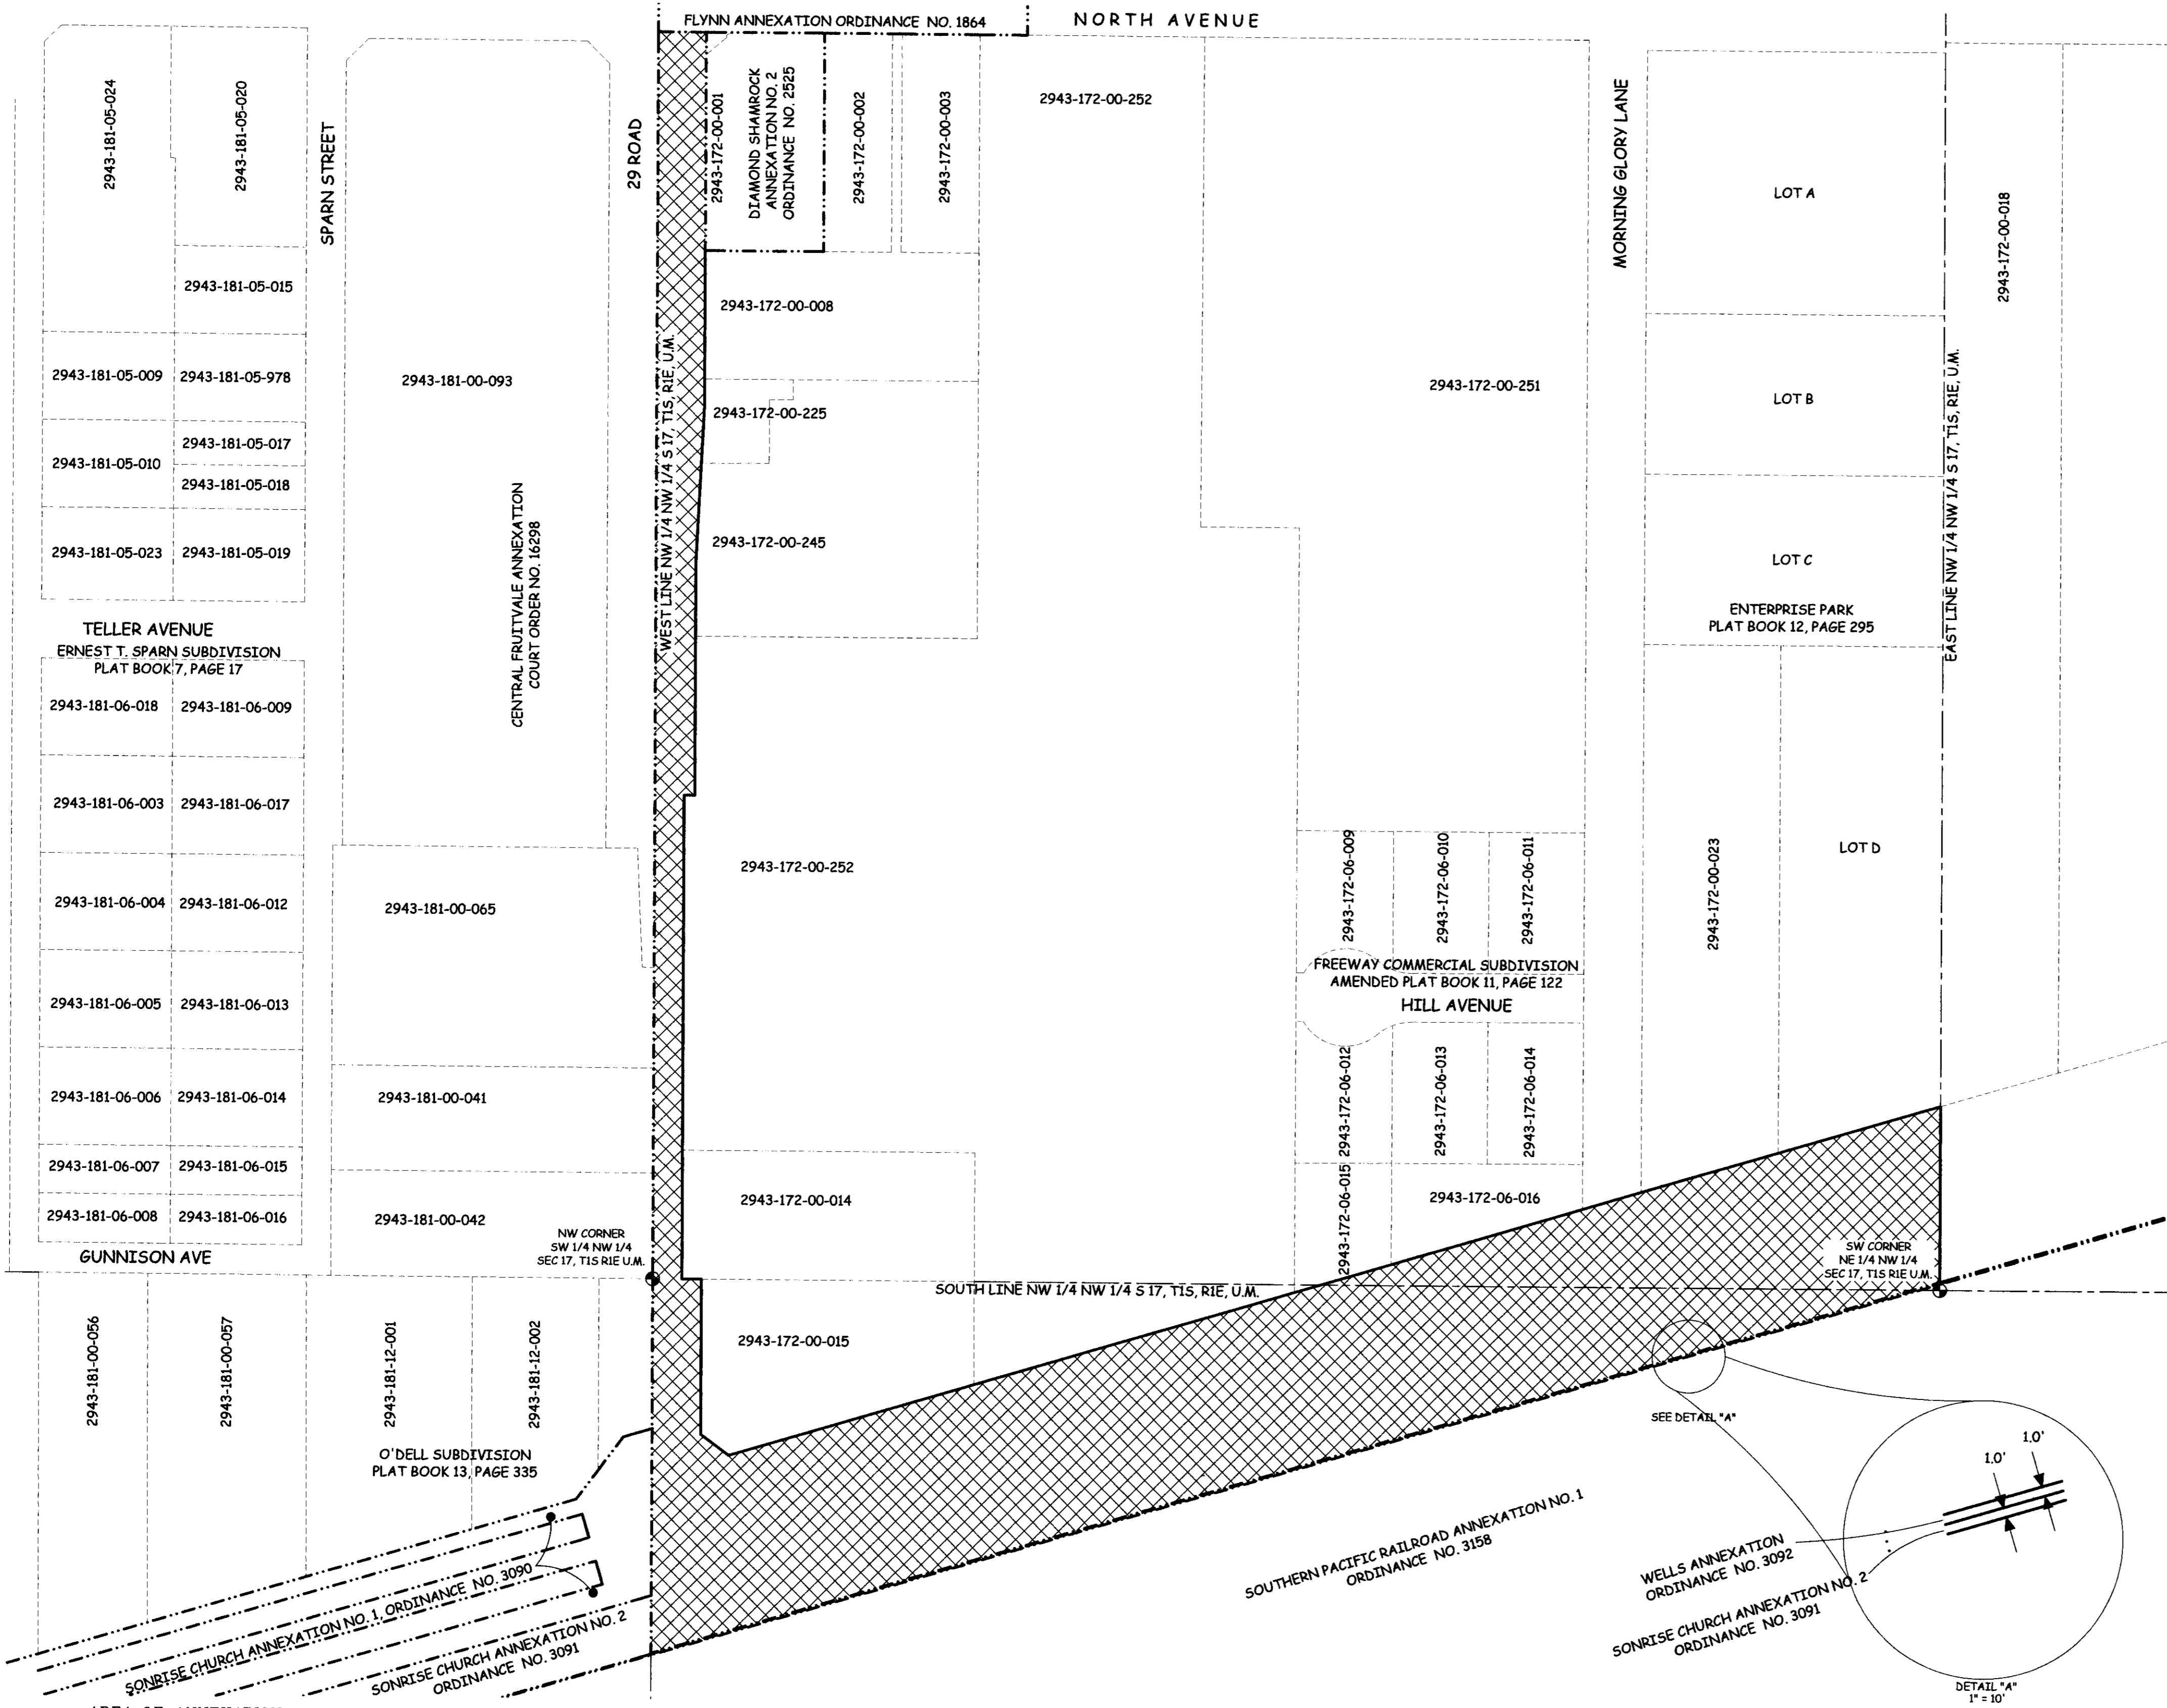 FLYNN ANNEXATION ORDINANCE NO. 1864
NORTH AVENUE
2943-181-05-024
2943-181-05-020
SPARN STREET
29 ROAD
2943-172-00-001
DIAMOND SHAMROCK
ANNEXATION NO. 2
ORDINANCE NO. 2525
2943-172-00-002
2943-172-00-003
2943-172-00-252
MORNING GLORY LANE
LOT A
2943-172-00-018
2943-181-05-015
2943-172-00-008
2943-181-05-009
2943-181-05-978
2943-181-00-093
WEST LINE NW 1/4 NW 1/4 S 17, T1S, R1E, U.M.
2943-172-00-225
2943-172-00-251
LOT B
EAST LINE NW 1/4 NW 1/4 S 17, T1S, R1E, U.M.
2943-181-05-010
2943-181-05-017
2943-181-05-018
2943-181-05-023
2943-181-05-019
CENTRAL FRUITVALE ANNEXATION
COURT ORDER NO. 16298
2943-172-00-245
LOT C
ENTERPRISE PARK
PLAT BOOK 12, PAGE 295
TELLER AVENUE
ERNEST T. SPARN SUBDIVISION
PLAT BOOK 7, PAGE 17
2943-181-06-018
2943-181-06-009
2943-181-06-003
2943-181-06-017
2943-172-00-252
2943-172-06-009
2943-172-06-010
2943-172-06-011
2943-172-00-023
LOT D
2943-181-06-004
2943-181-06-012
2943-181-00-065
FREEWAY COMMERCIAL SUBDIVISION
AMENDED PLAT BOOK 11, PAGE 122
HILL AVENUE
2943-181-06-005
2943-181-06-013
2943-181-06-006
2943-181-06-014
2943-181-00-041
2943-172-06-012
2943-172-06-013
2943-172-06-014
2943-181-06-007
2943-181-06-015
2943-172-00-014
2943-172-06-015
2943-172-06-016
2943-181-06-008
2943-181-06-016
2943-181-00-042
NW CORNER
SW 1/4 NW 1/4
SEC 17, T1S R1E U.M.
SW CORNER
NE 1/4 NW 1/4
SEC 17, T1S R1E U.M.
GUNNISON AVE
SOUTH LINE NW 1/4 NW 1/4 S 17, T1S, R1E, U.M.
2943-181-00-056
2943-181-00-057
2943-181-12-001
2943-181-12-002
2943-172-00-015
SEE DETAIL "A"
O'DELL SUBDIVISION
PLAT BOOK 13, PAGE 335
1.0'
1.0'
SOUTHERN PACIFIC RAILROAD ANNEXATION NO. 1
ORDINANCE NO. 3158
WELLS ANNEXATION
ORDINANCE NO. 3092
SONRISE CHURCH ANNEXATION NO. 2
ORDINANCE NO. 3091
SONRISE CHURCH ANNEXATION NO. 1 ORDINANCE NO. 3090
SONRISE CHURCH ANNEXATION NO. 2
ORDINANCE NO. 3091
DETAIL "A"
1" = 10'